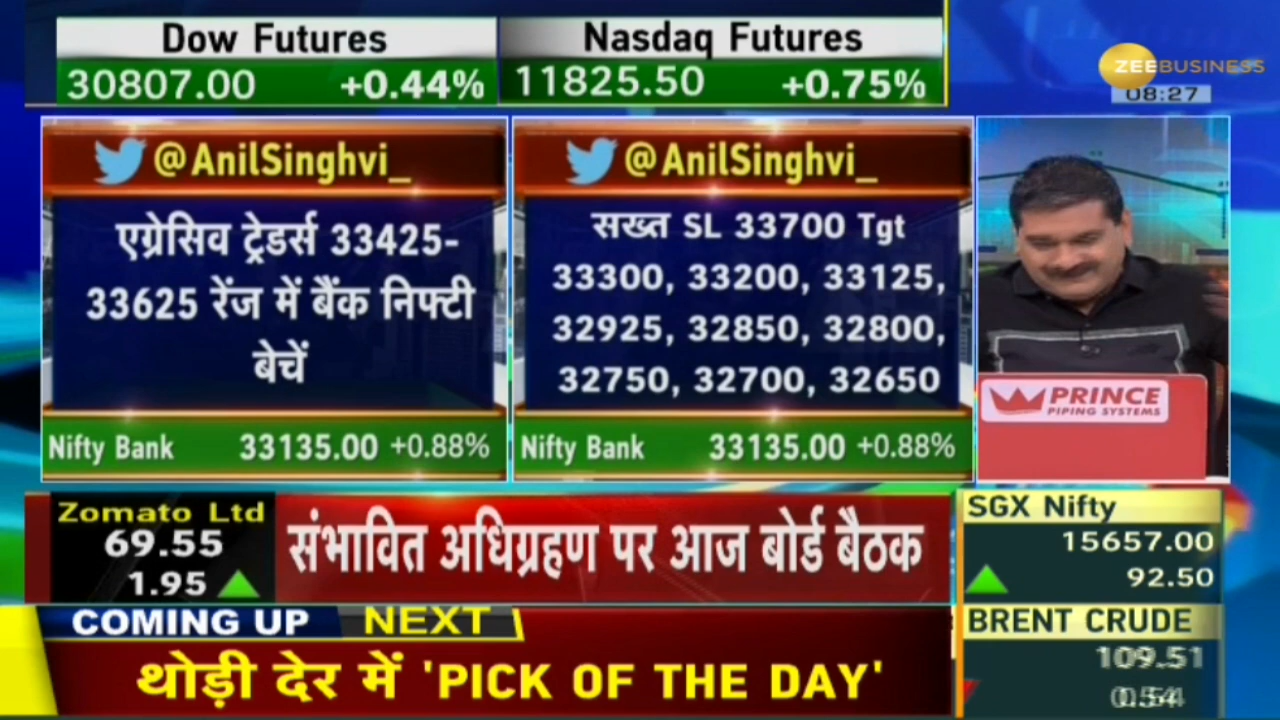 Dow Futures
30807.00 +0.44%
Nasdaq Futures
11825.50 +0.75%
ZEEBUSINESS
08:27
@AnilSinghvi_
एग्रेसिव ट्रेडर्स 33425-
33625 रेंज में बैंक निफ्टी
बेचें
Nifty Bank 33135.00 +0.88%
@AnilSinghvi_
सख्त SL 33700 Tgt
33300, 33200, 33125,
32925, 32850, 32800,
32750, 32700, 32650
Nifty Bank 33135.00 +0.88%
PRINCE
PIPING SYSTEMS
Zomato Ltd
69.55
1.95
संभावित अधिग्रहण पर आज बोर्ड बैठक
SGX Nifty
15657.00
92.50
BRENT CRUDE
109.51
COMING UP NEXT
थोड़ी देर में 'PICK OF THE DAY'